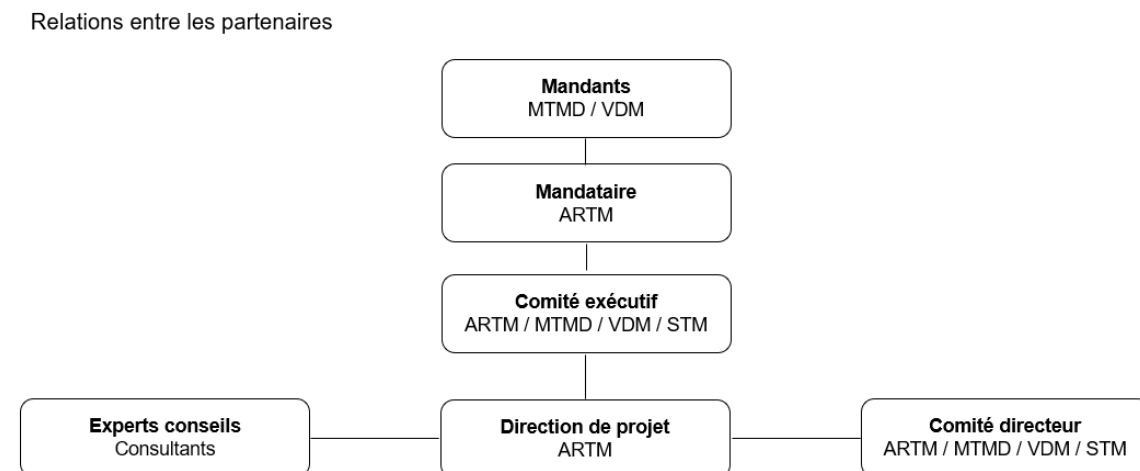 Relations entre les partenaires
Mandants
MTMD / VDM
Mandataire
ARTM
Comité exécutif
ARTM / MTMD / VDM / STM
Experts conseils
Consultants
Direction de projet
ARTM
Comité directeur
ARTM / MTMD / VDM / STM